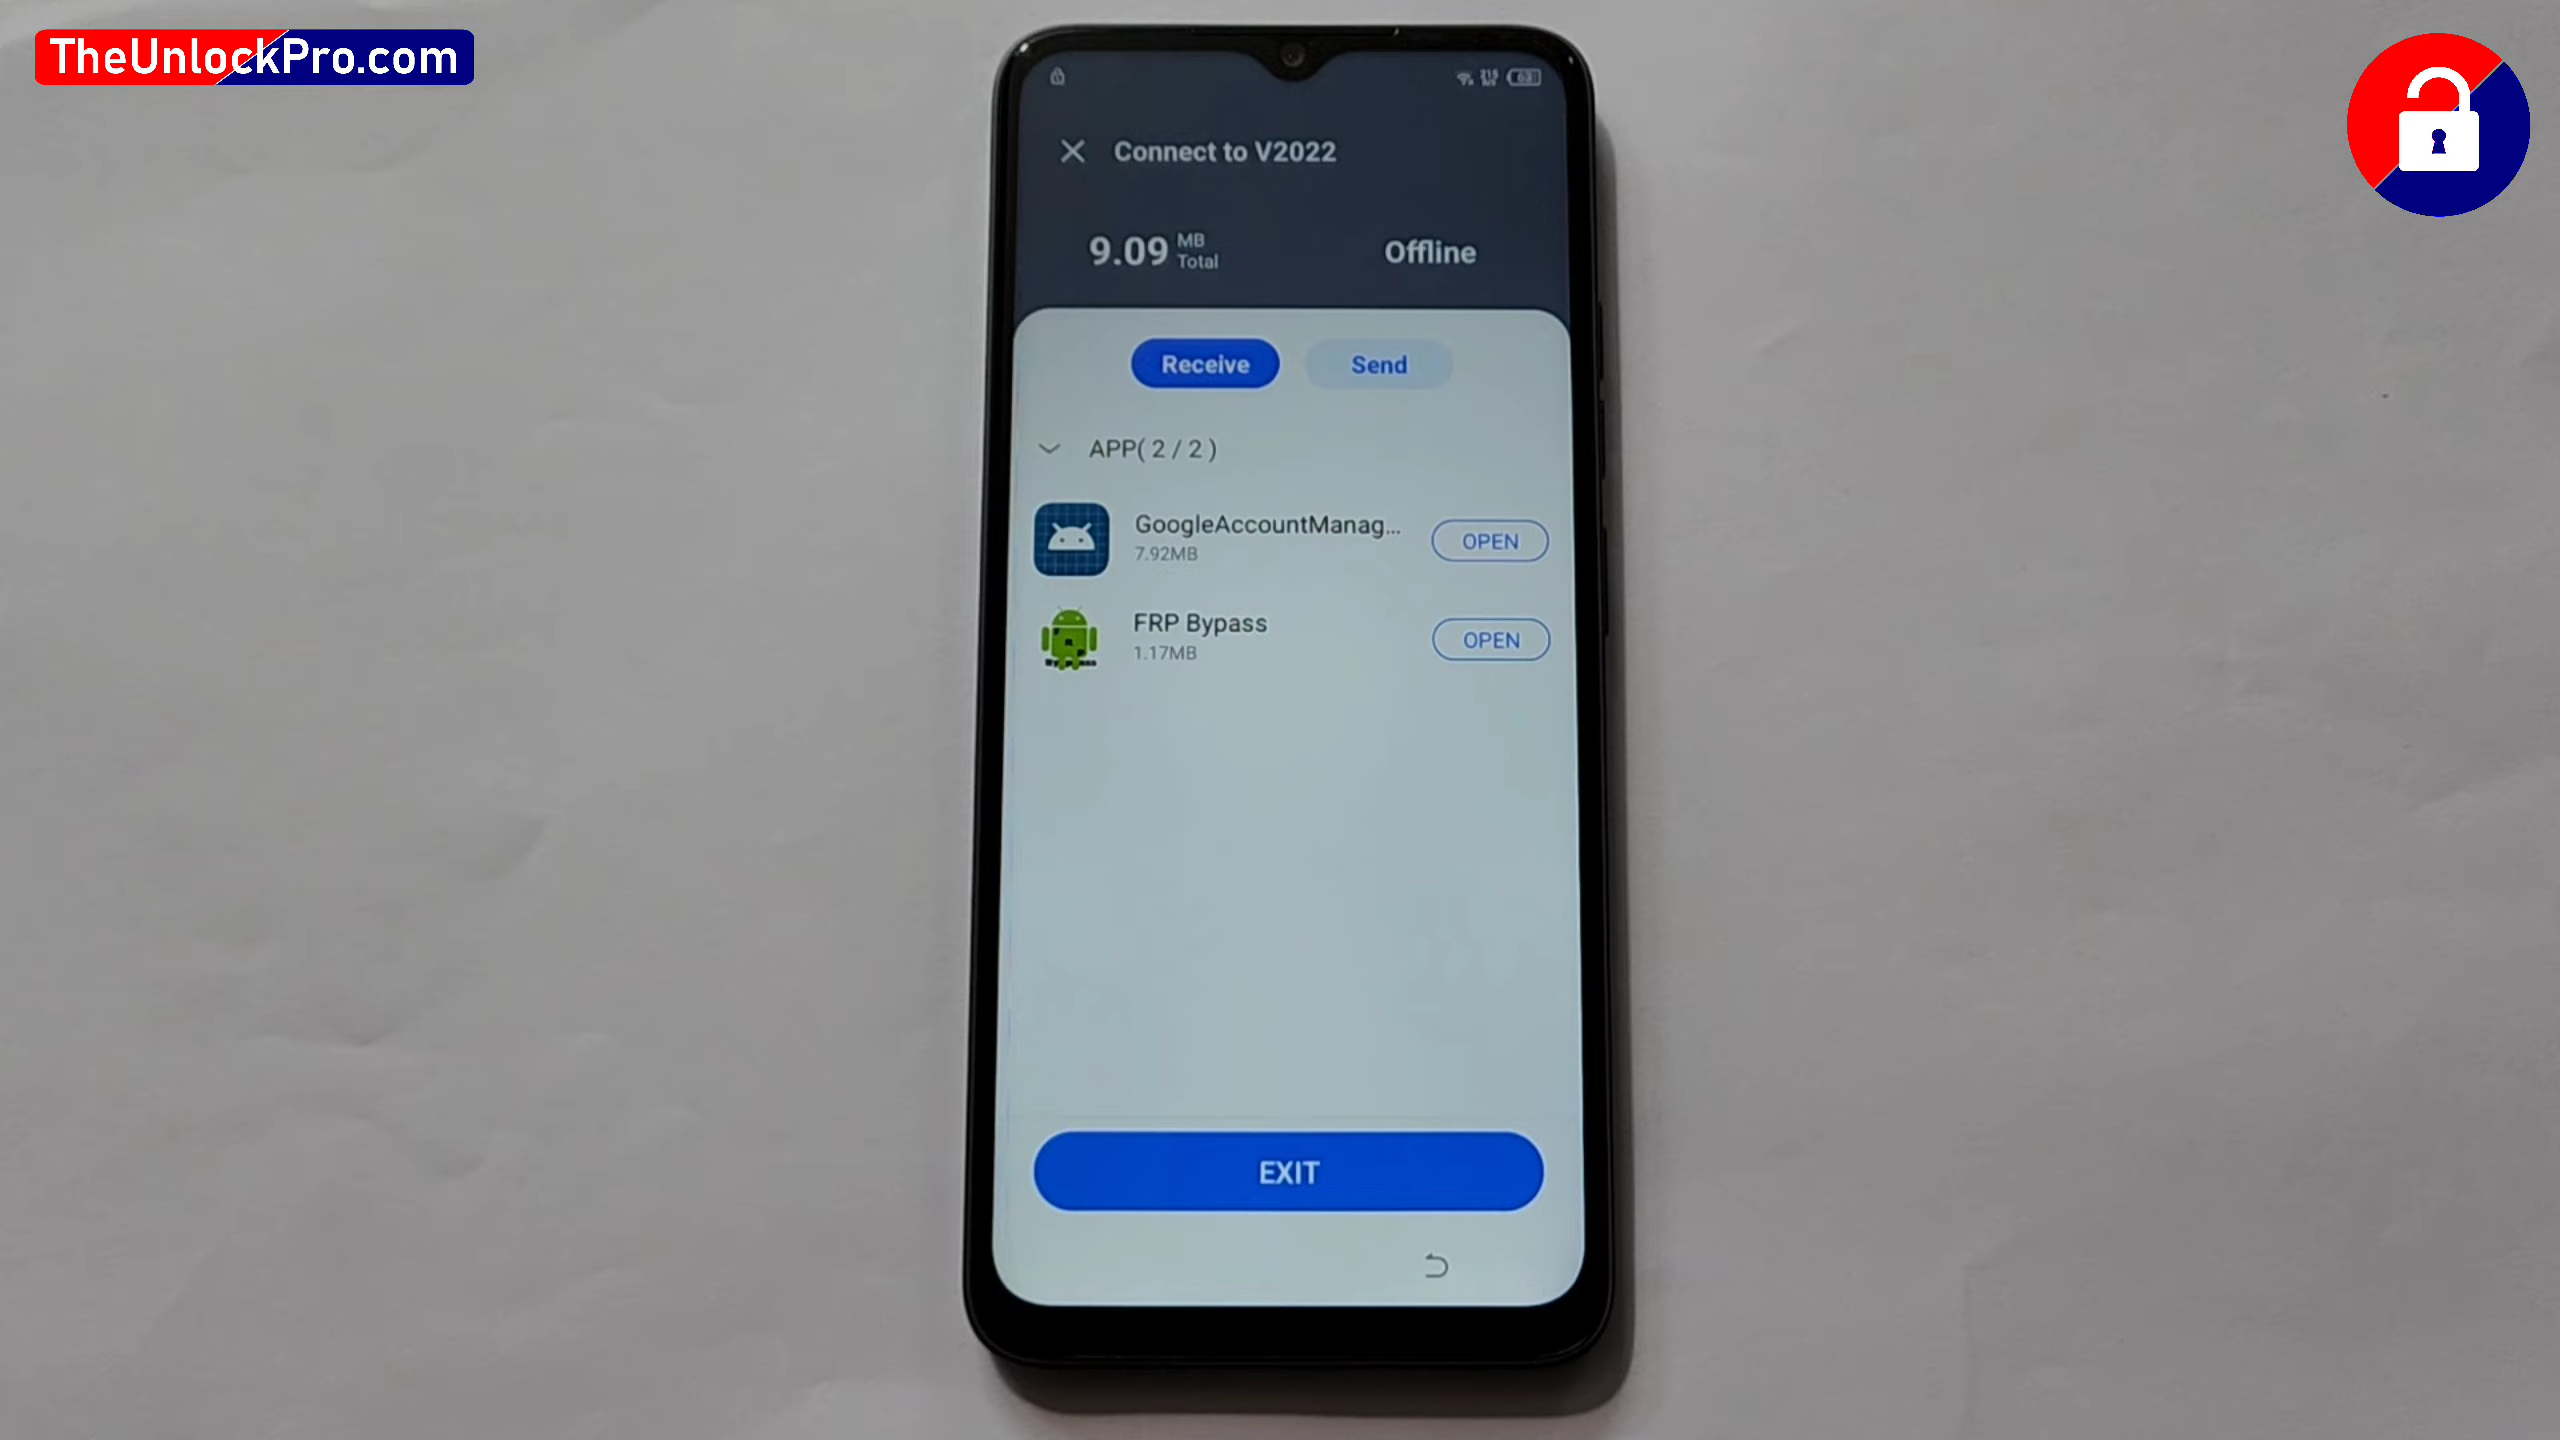 TheUnlockPro.com
Connect to V2022
9.09 MB Total
Offline
Receive
Send
APP( 2 / 2 )
GoogleAccountManag...
7.92MB
OPEN
FRP Bypass
1.17MB
OPEN
EXIT